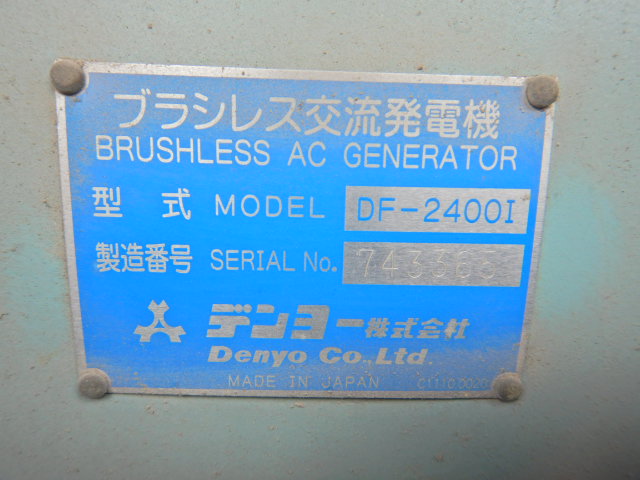 ブラシレス交流発電機
BRUSHLESS AC GENERATOR
型式 MODEL DF-2400I
製造番号 SERIAL No. 743363
デンヨー株式会社
Denyo Co.,Ltd.
MADE IN JAPAN